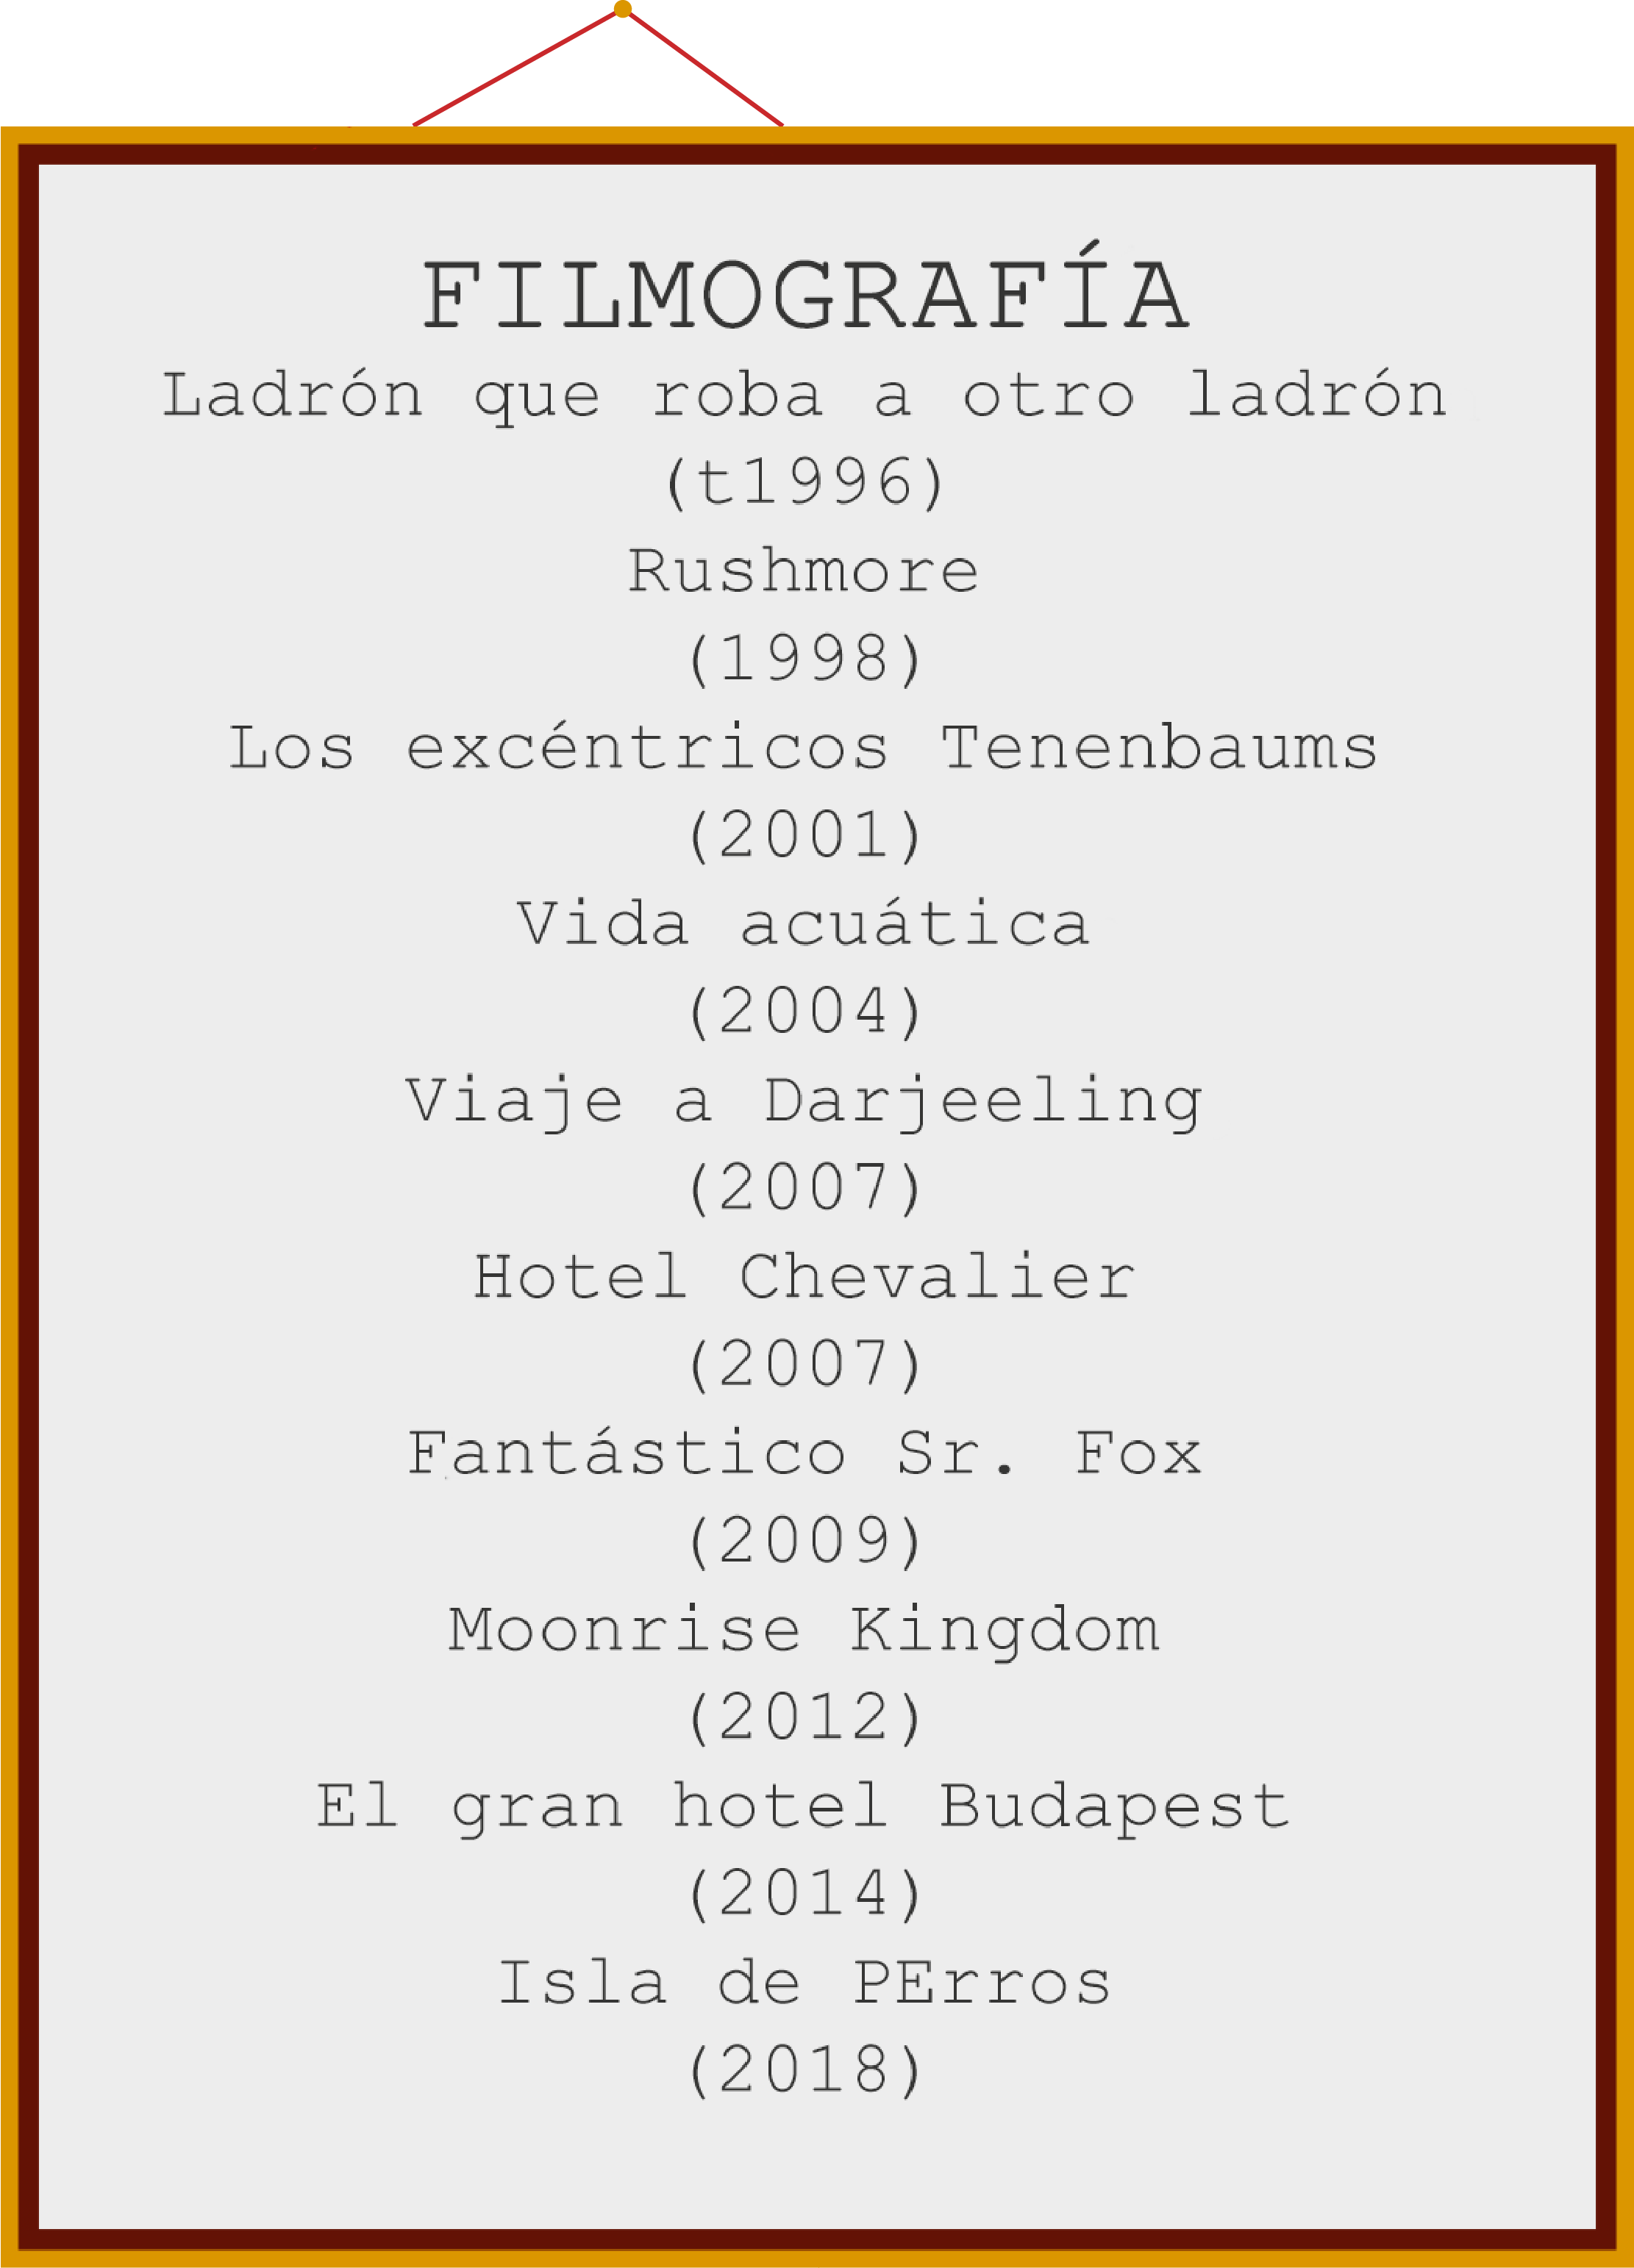 FILMOGRAFÍA
Ladrón que roba a otro ladrón
(t1996)
Rushmore
(1998)
Los excéntricos Tenenbaums
(2001)
Vida acuática
(2004)
Viaje a Darjeeling
(2007)
Hotel Chevalier
(2007)
Fantástico Sr. Fox
(2009)
Moonrise Kingdom
(2012)
El gran hotel Budapest
(2014)
Isla de PErros
(2018)